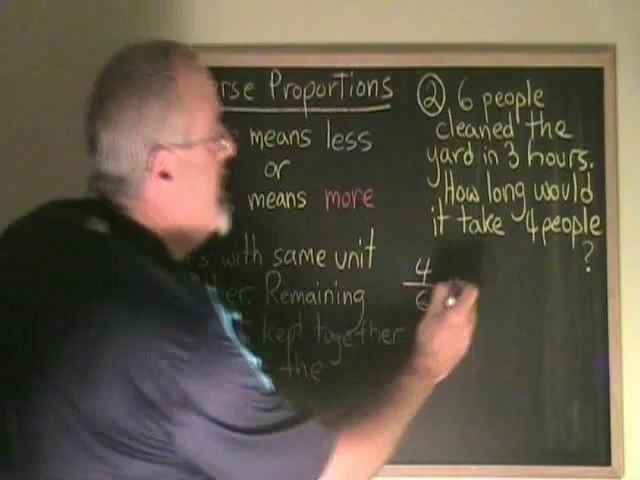 rse Proportions
means less
or
means more
with same unit
Remaining
kept together
the
② 6 people
cleaned the
yard in 3 hours.
How long would
it take 4 people
?
4
6